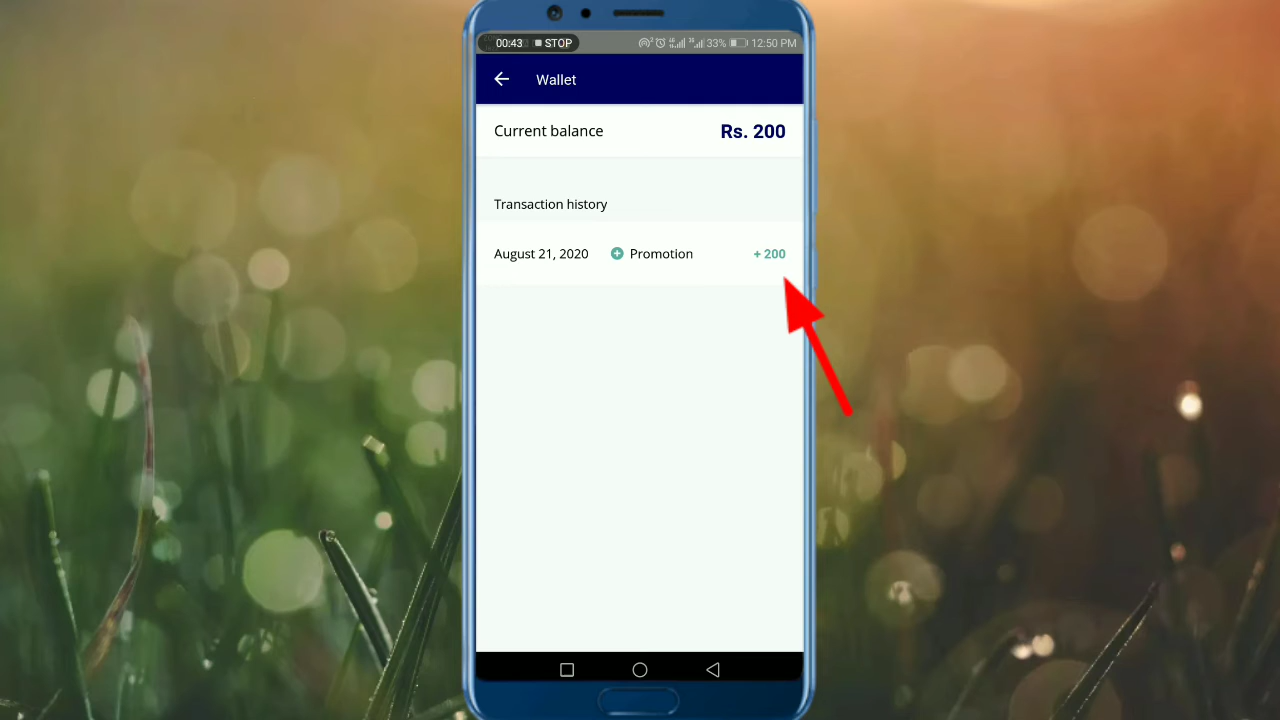 00:43 STOP 33% 12:50 PM
Wallet
Current balance Rs. 200
Transaction history
August 21, 2020 Promotion + 200